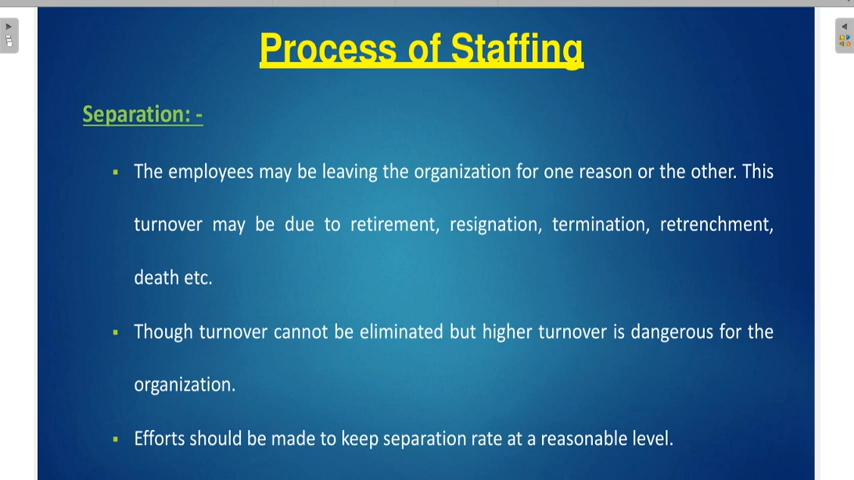 Process of Staffing
Separation: -
▪ The employees may be leaving the organization for one reason or the other. This
turnover may be due to retirement, resignation, termination, retrenchment,
death etc.
▪ Though turnover cannot be eliminated but higher turnover is dangerous for the
organization.
▪ Efforts should be made to keep separation rate at a reasonable level.